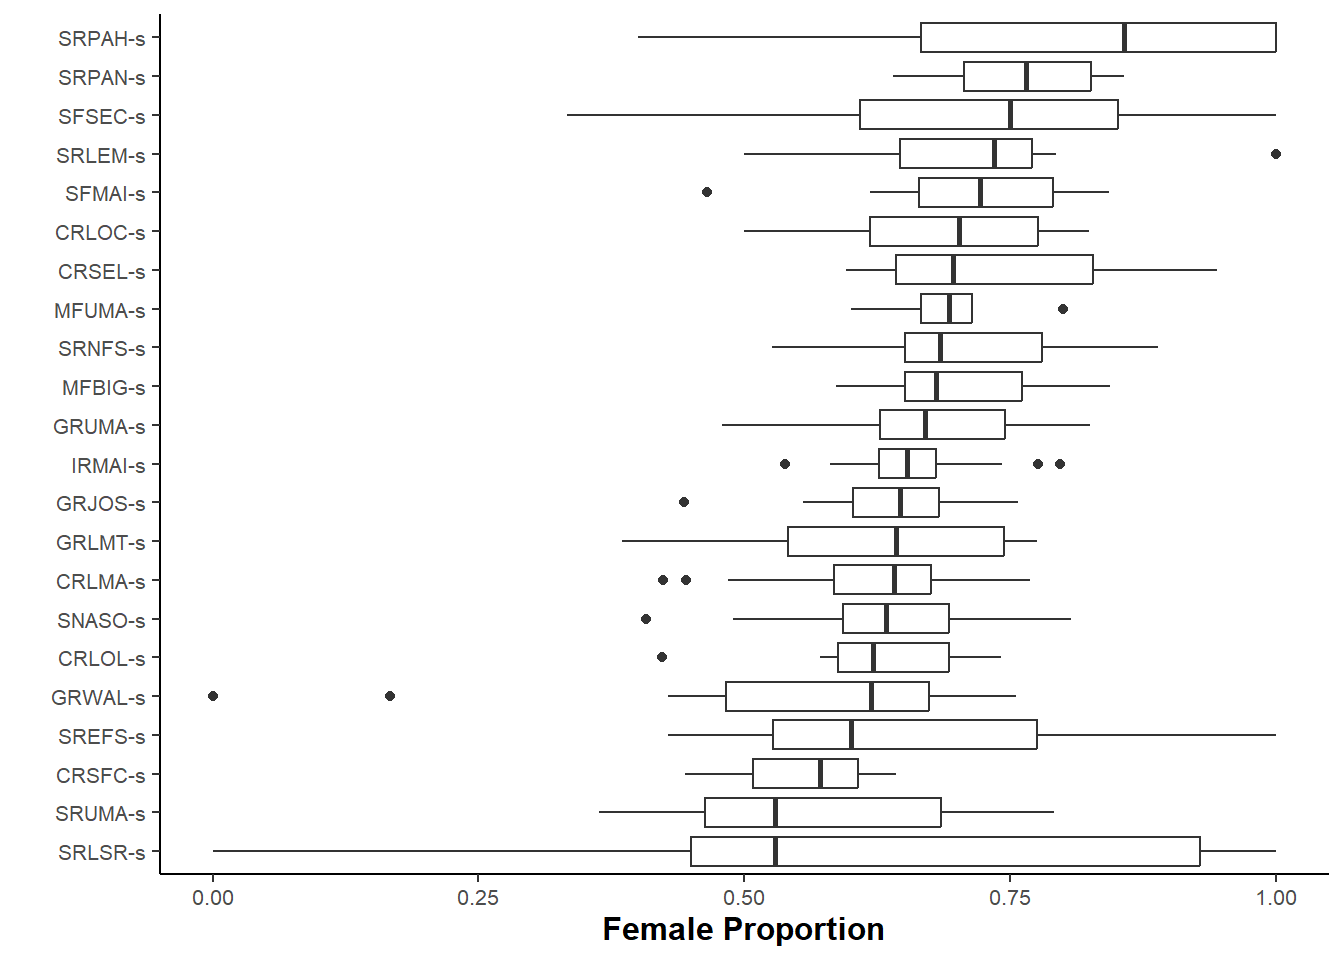 SRPAH-s
SRPAN-s
SFSEC-s
SRLEM-s
SFMAI-s
CRLOC-s
CRSEL-s
MFUMA-s
SRNFS-s
MFBIG-s
GRUMA-s
IRMAI-s
GRJOS-s
GRLMT-s
CRLMA-s
SNASO-s
CRLOL-s
GRWAL-s
SREFS-s
CRSFC-s
SRUMA-s
SRLSR-s
0.00 0.25 0.50 0.75 1.00
Female Proportion